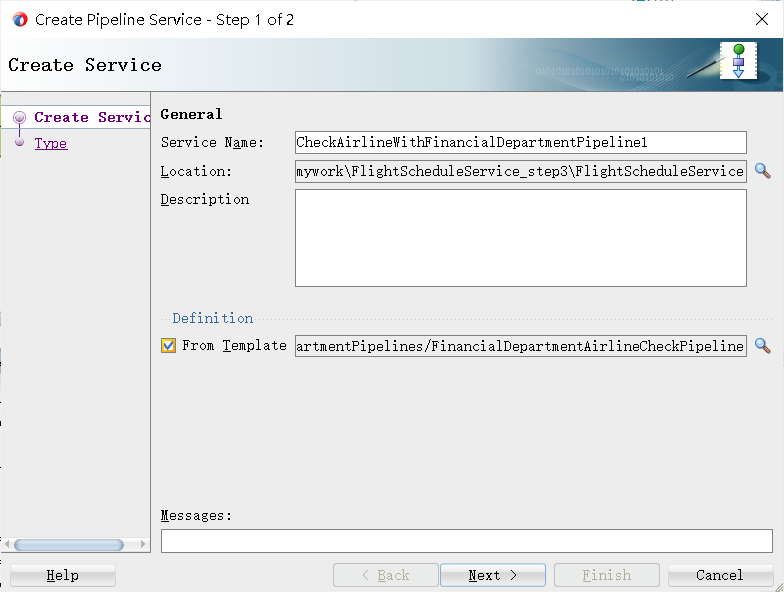 Create Pipeline Service - Step 1 of 2
Create Service
Create Servic
Type
General
Service Name: CheckAirlineWithFinancialDepartmentPipeline1
Location: mywork\FlightScheduleService_step3\FlightScheduleService
Description
Definition
From Template artmentPipelines/FinancialDepartmentAirlineCheckPipeline
Messages:
Help < Back Next > Finish Cancel